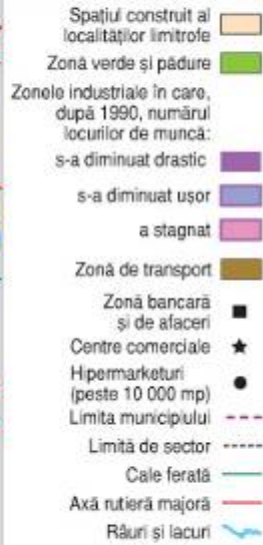 Spațiul construit al
localităților limitrofe
Zonă verde și pădure
Zonele industriale în care,
după 1990, numărul
locurilor de muncă:
s-a diminuat drastic
s-a diminuat ușor
a stagnat
Zonă de transport
Zonă bancară
și de afaceri
Centre comerciale
Hipermarketuri
(peste 10 000 mp)
Limita municipiului
Limită de sector
Cale ferată
Axă rutieră majoră
Râuri și lacuri